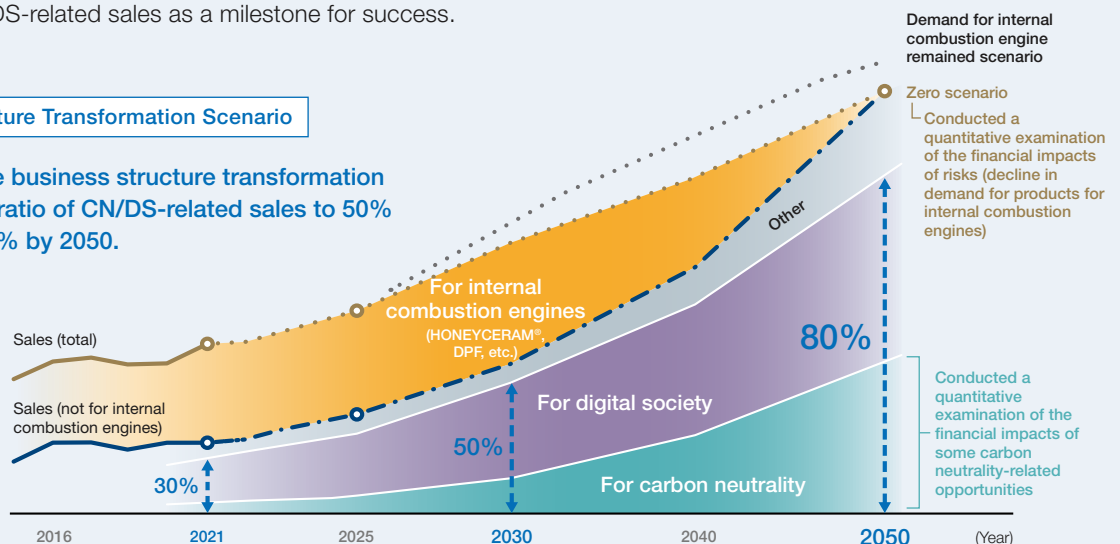 DS-related sales as a milestone for success.
ture Transformation Scenario
e business structure transformation
ratio of CN/DS-related sales to 50%
% by 2050.
Demand for internal
combustion engine
remained scenario
Zero scenario
Conducted a
quantitative examination
of the financial impacts
of risks (decline in
demand for products for
internal combustion
engines)
Other
For internal
combustion engines
(HONEYCERAM®,
DPF, etc.)
Sales (total)
Sales (not for internal
combustion engines)
80%
For digital society
50%
30%
For carbon neutrality
Conducted a
quantitative
examination of the
financial impacts of
some carbon
neutrality-related
opportunities
2016 2021 2025 2030 2040 2050 (Year)